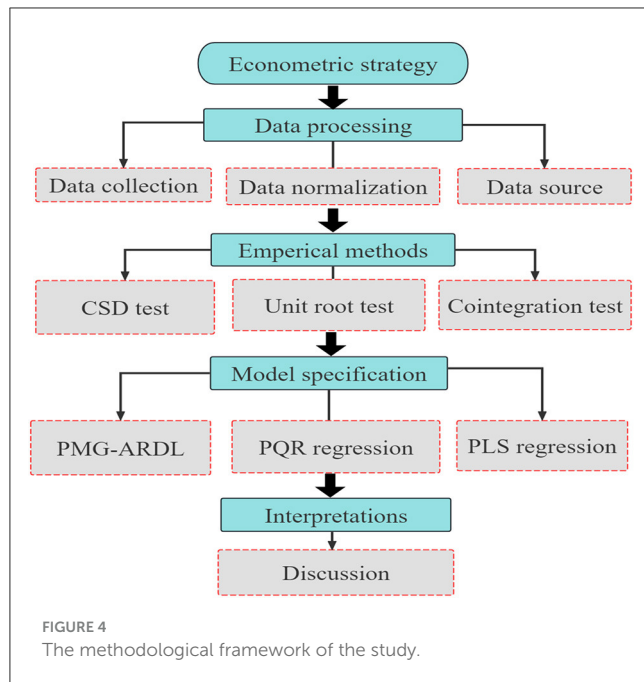 Econometric strategy
Data processing
Data collection
Data normalization
Data source
Emperical methods
CSD test
Unit root test
Cointegration test
Model specification
PMG-ARDL
PQR regression
PLS regression
Interpretations
Discussion
FIGURE 4
The methodological framework of the study.